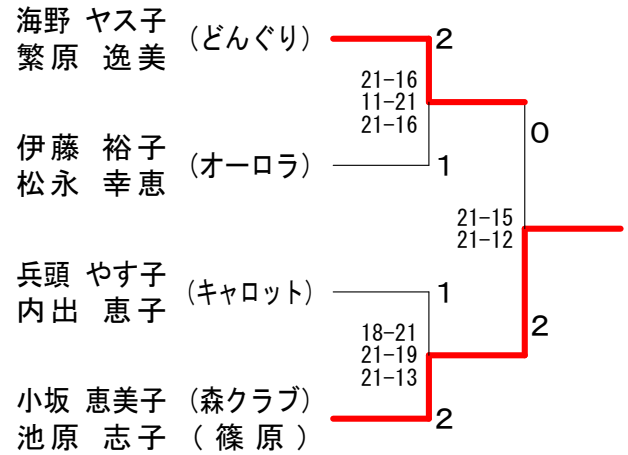 海野 ヤス子 (どんぐり) 2
繁原 逸美
21-16
11-21
21-16
0
伊藤 裕子 (オーロラ) 1
松永 幸恵
21-15
21-12
兵頭 やす子 (キャロット) 1
内出 恵子
2
18-21
21-19
21-13
小坂 恵美子 (森クラブ) 2
池原 志子 (篠原)